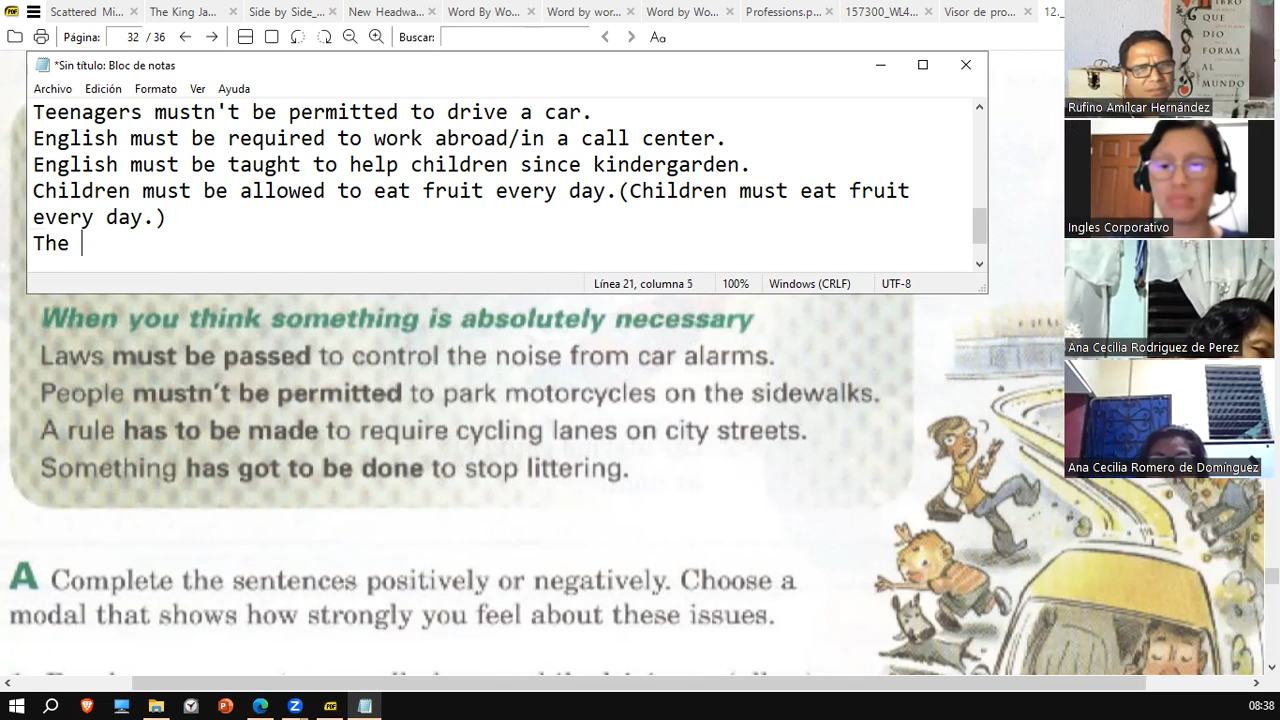 Scattered Mi...
The King Ja...
Side by Side_...
New Headwa...
Word By Wo...
Word by wor...
Word by Wo...
Professions.p...
157300_WL4...
Visor de pro...
12._
Página: 32 / 36
Buscar:
Aa
*Sin título: Bloc de notas
Archivo Edición Formato Ver Ayuda
Teenagers mustn't be permitted to drive a car.
English must be required to work abroad/in a call center.
English must be taught to help children since kindergarden.
Children must be allowed to eat fruit every day.(Children must eat fruit
every day.)
The
Línea 21, columna 5 100% Windows (CRLF) UTF-8
When you think something is absolutely necessary
Laws must be passed to control the noise from car alarms.
People mustn't be permitted to park motorcycles on the sidewalks.
A rule has to be made to require cycling lanes on city streets.
Something has got to be done to stop littering.
A Complete the sentences positively or negatively. Choose a
modal that shows how strongly you feel about these issues.
QUE
DIO
FORMA
AL
MUNDO
Rufino Amílcar Hernández
Ingles Corporativo
Ana Cecilia Rodriguez de Perez
Ana Cecilia Romero de Domínguez
08:38